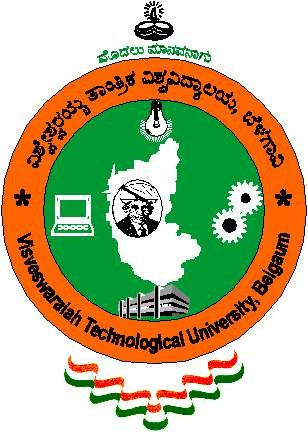 ಮೊದಲು ಮಾನವನಾಗು
ವಿಶ್ವೇಶ್ವರಯ್ಯ ತಾಂತ್ರಿಕ ವಿಶ್ವವಿದ್ಯಾಲಯ, ಬೆಳಗಾವಿ
Visveswaraiah Technological University, Belgaum